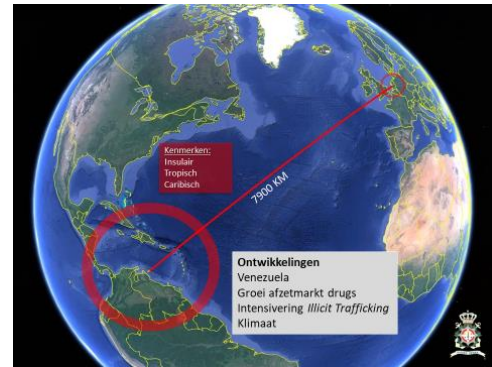 Kenmerken:
Insulair
Tropisch
Caribisch
7900 KM
Ontwikkelingen
Venezuela
Groei afzetmarkt drugs
Intensivering Illicit Trafficking
Klimaat